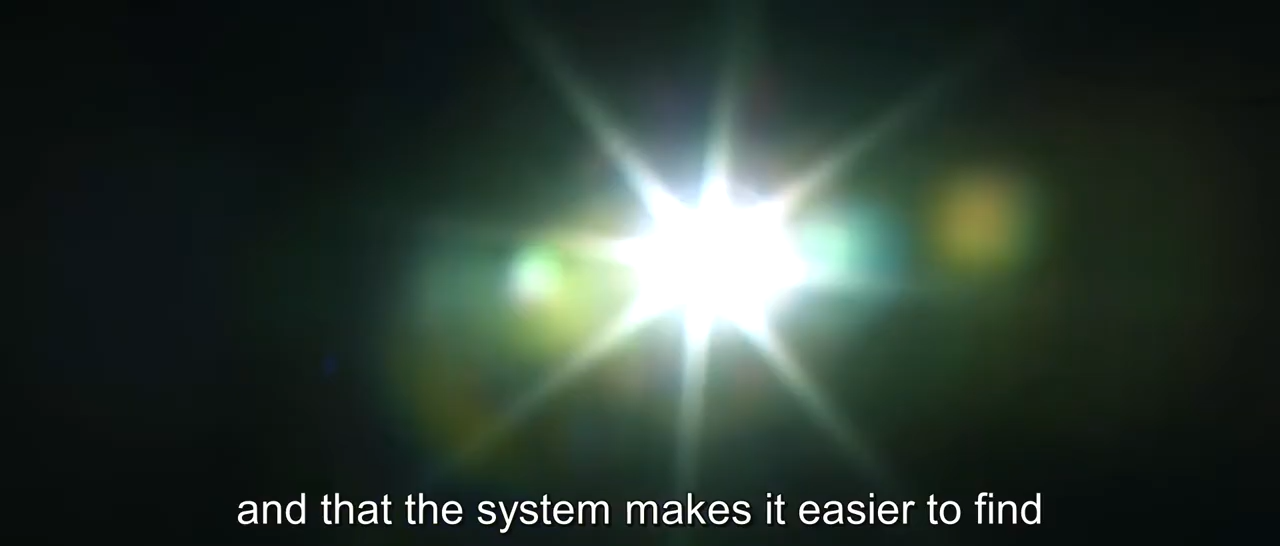 and that the system makes it easier to find